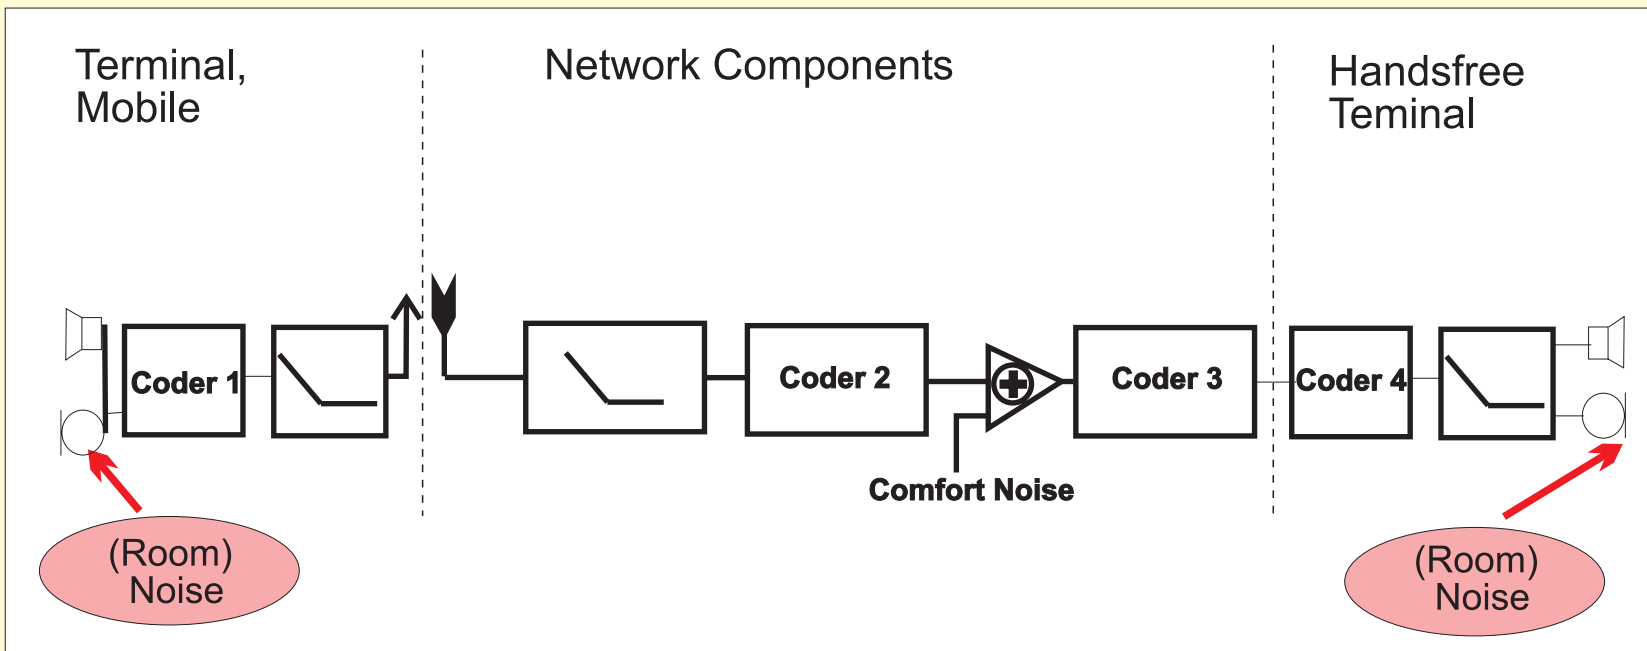 Terminal,
Mobile
Network Components
Handsfree
Teminal
Coder 1
Coder 2
Coder 3
Coder 4
Comfort Noise
(Room)
Noise
(Room)
Noise